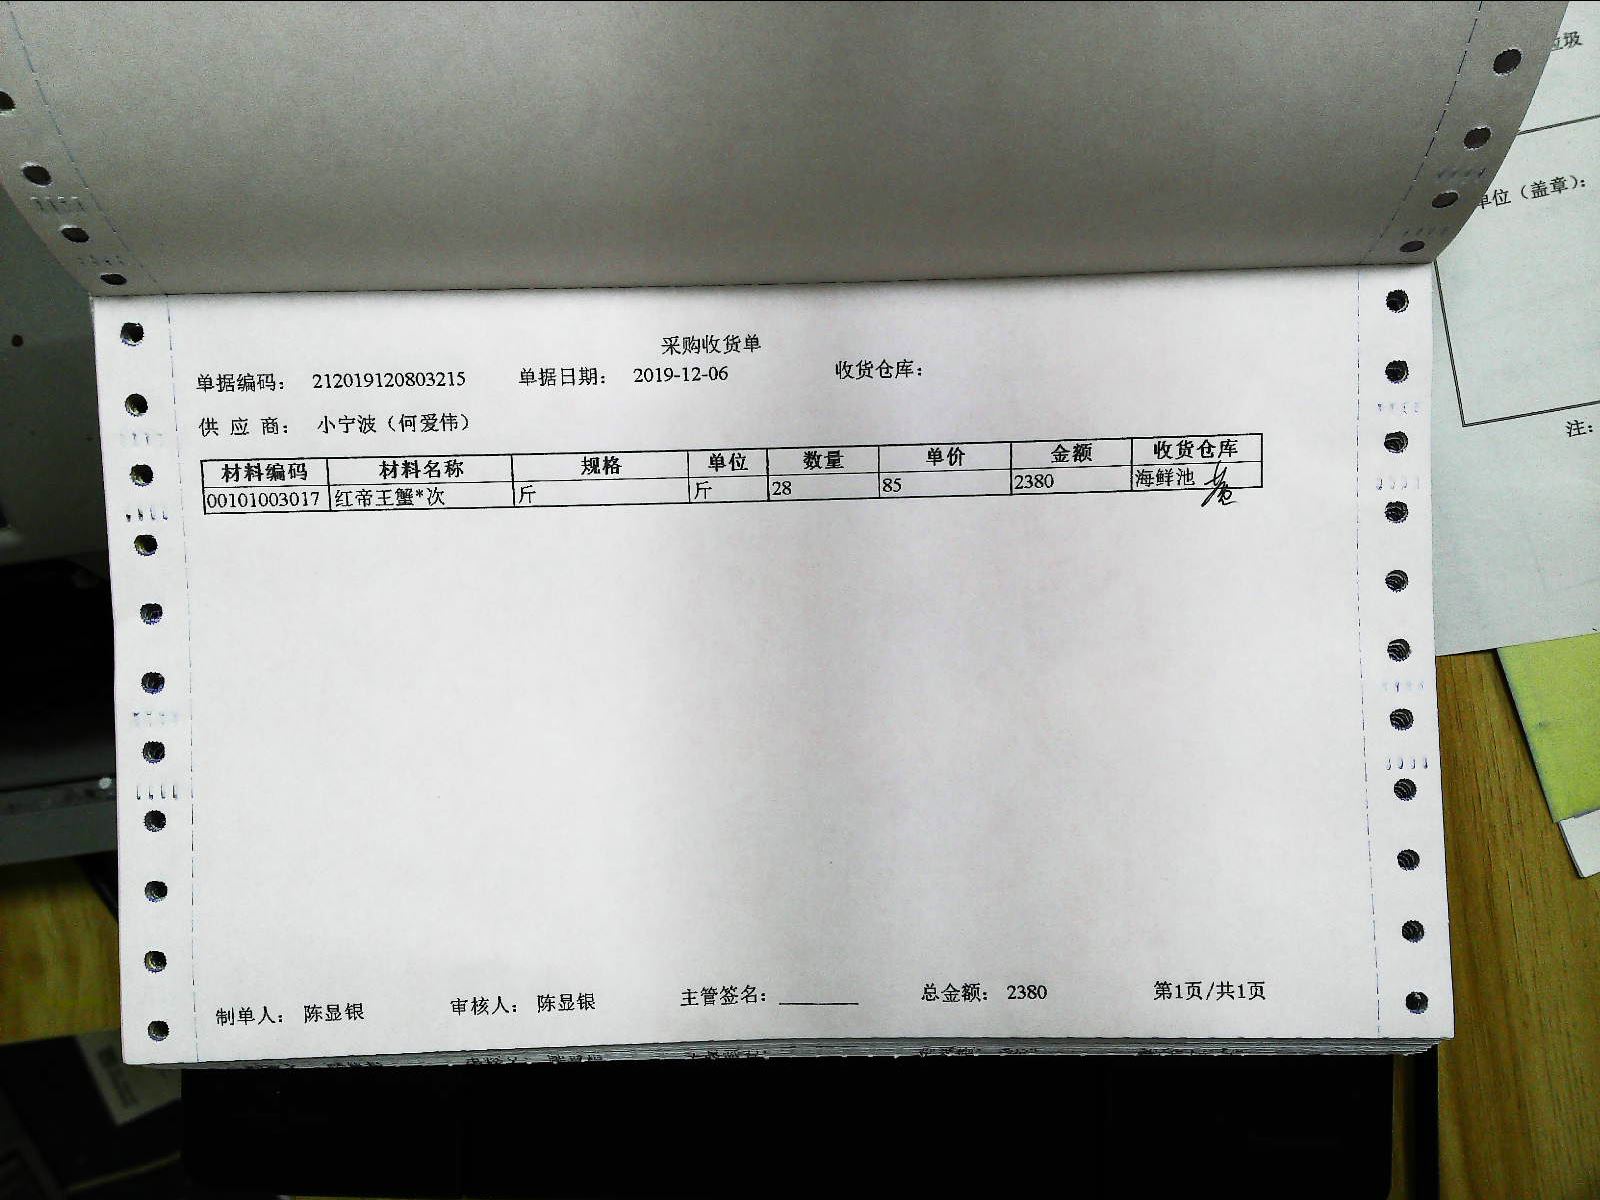 采购收货单
单据编码： 212019120803215 单据日期： 2019-12-06 收货仓库：
供 应 商： 小宁波（何爱伟）
材料编码 材料名称 规格 单位 数量 单价 金额 收货仓库
00101003017 红帝王蟹*次 斤 斤 28 85 2380 海鲜池
制单人： 陈显银 审核人： 陈显银 主管签名：________ 总金额： 2380 第1页/共1页
圾
单位（盖章）：
注：